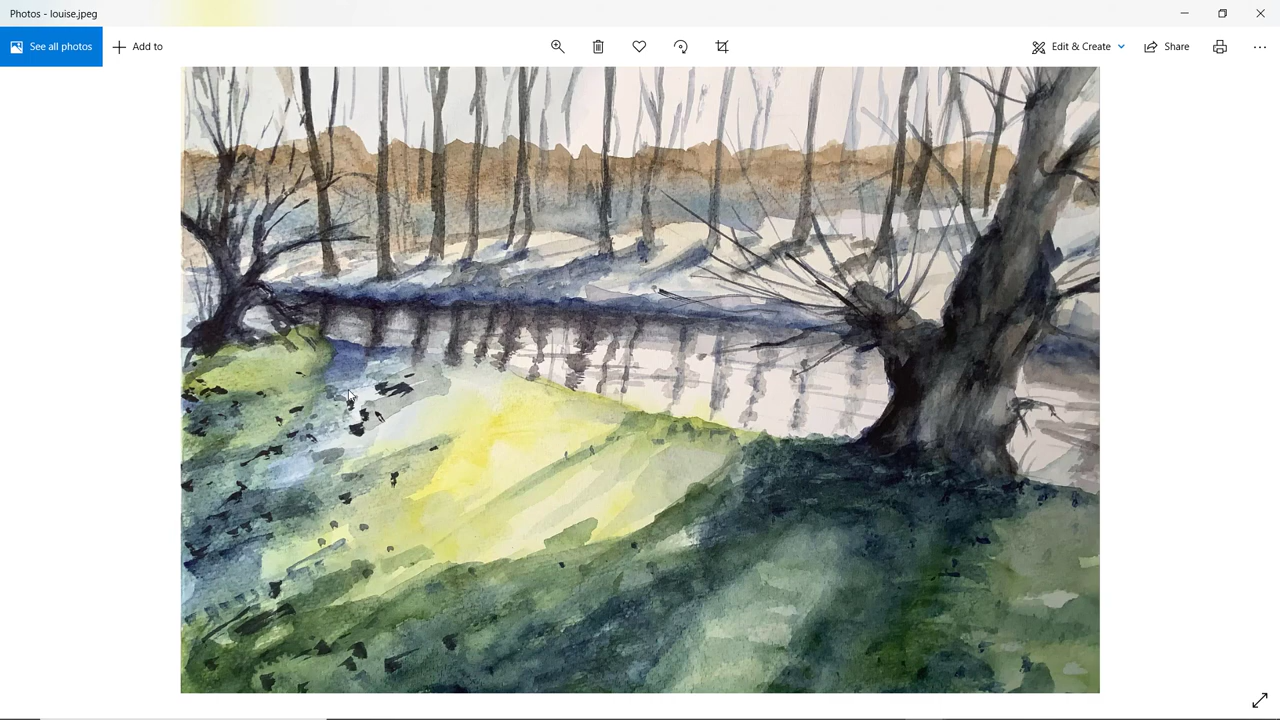 Photos - louise.jpeg
See all photos
Add to
Edit & Create
Share